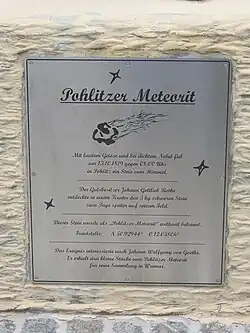 Pohlitzer Meteorit
Mit lautem Getöse und bei dichtem Nebel fiel
am 13.10.1819 gegen 08.00 Uhr
in Pohlitz ein Stein vom Himmel.
Der Gutsbesitzer Johann Gottlieb Rothe
entdeckte in einem Krater den 3 kg schweren Stein
zwei Tage später auf seinem Feld.
Dieser Stein wurde als "Pohlitzer Meteorit" weltweit bekannt.
Fundstelle:
Das Ereignis interessierte auch Johann Wolfgang von Goethe.
Er erhielt drei kleine Stücke vom Pohlitzer Meteorit
für seine Sammlung in Weimar.